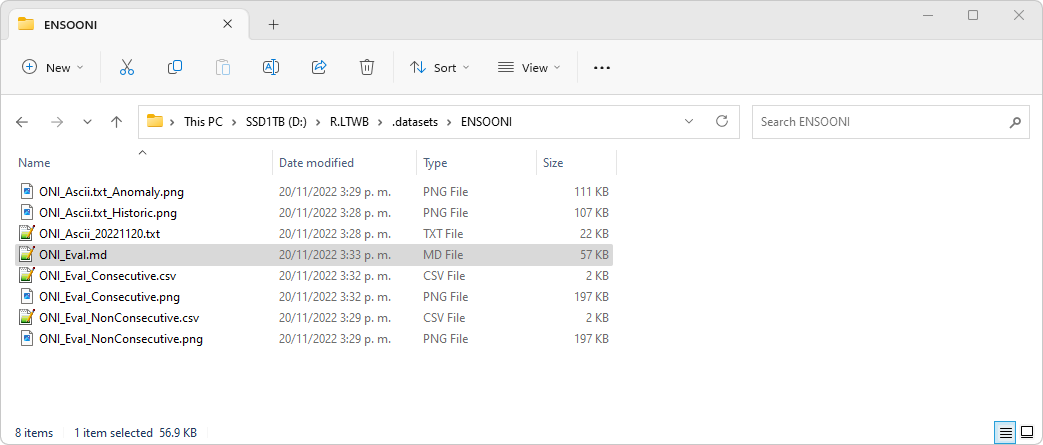 ENSOONI
New Sort View
This PC SSD1TB (D:) R.LTWB .datasets ENSOONI Search ENSOONI
Name Date modified Type Size
ONI_Ascii.txt_Anomaly.png 20/11/2022 3:29 p. m. PNG File 111 KB
ONI_Ascii.txt_Historic.png 20/11/2022 3:28 p. m. PNG File 107 KB
ONI_Ascii_20221120.txt 20/11/2022 3:28 p. m. TXT File 22 KB
ONI_Eval.md 20/11/2022 3:33 p. m. MD File 57 KB
ONI_Eval_Consecutive.csv 20/11/2022 3:32 p. m. CSV File 2 KB
ONI_Eval_Consecutive.png 20/11/2022 3:32 p. m. PNG File 197 KB
ONI_Eval_NonConsecutive.csv 20/11/2022 3:29 p. m. CSV File 2 KB
ONI_Eval_NonConsecutive.png 20/11/2022 3:29 p. m. PNG File 197 KB
8 items 1 item selected 56.9 KB